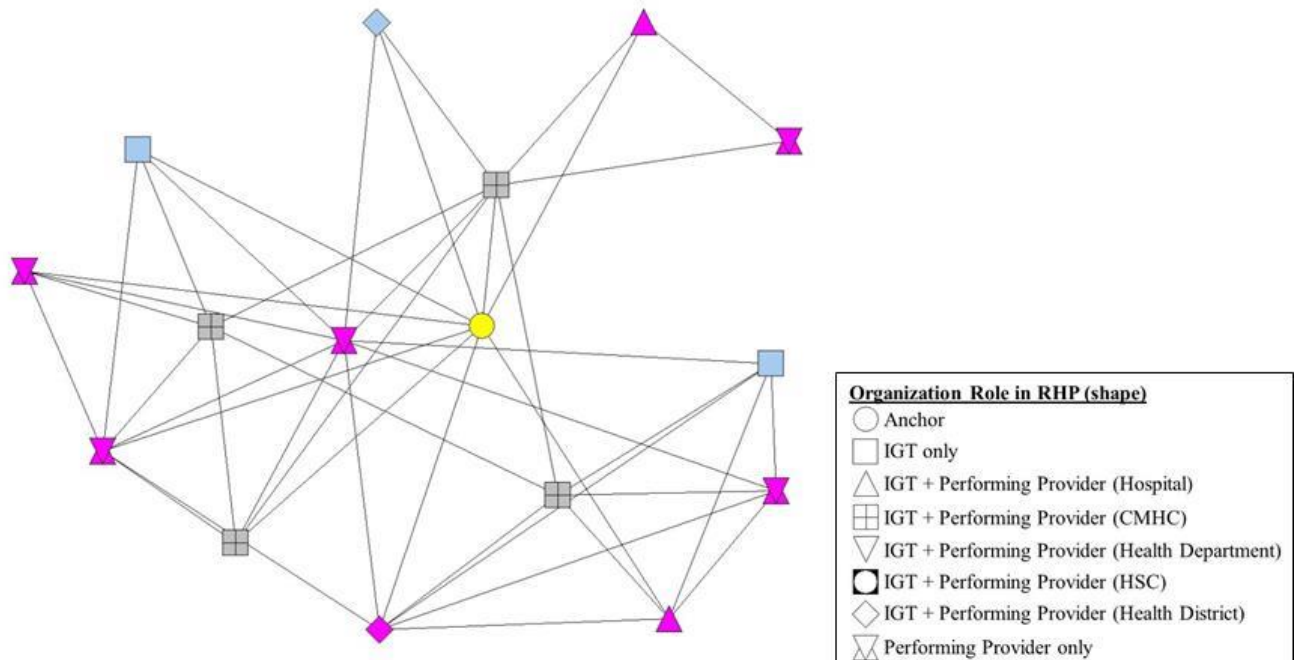 Organization Role in RHP (shape)
Anchor
IGT only
IGT + Performing Provider (Hospital)
IGT + Performing Provider (CMHC)
IGT + Performing Provider (Health Department)
IGT + Performing Provider (HSC)
IGT + Performing Provider (Health District)
Performing Provider only